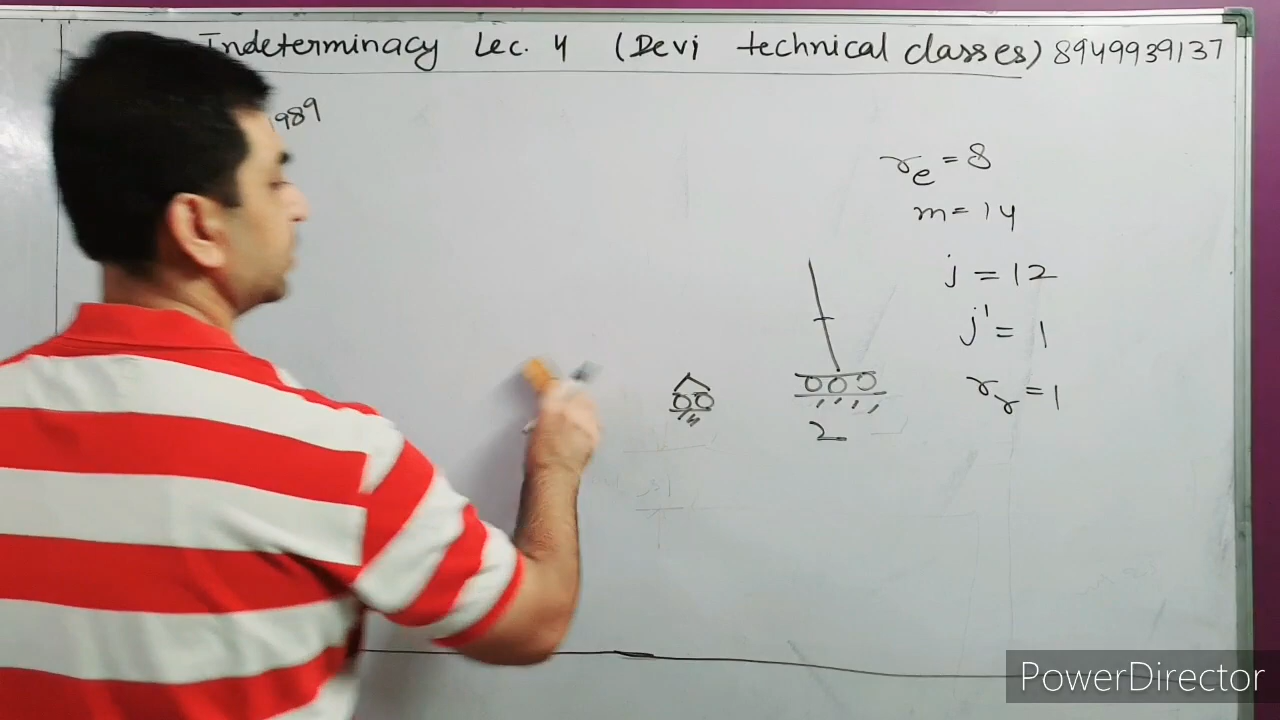 Indeterminacy Lec. 4 (Devi technical classes) 8949939137
989
re = 8
m = 14
j = 12
j' = 1
rr = 1
2
PowerDirector